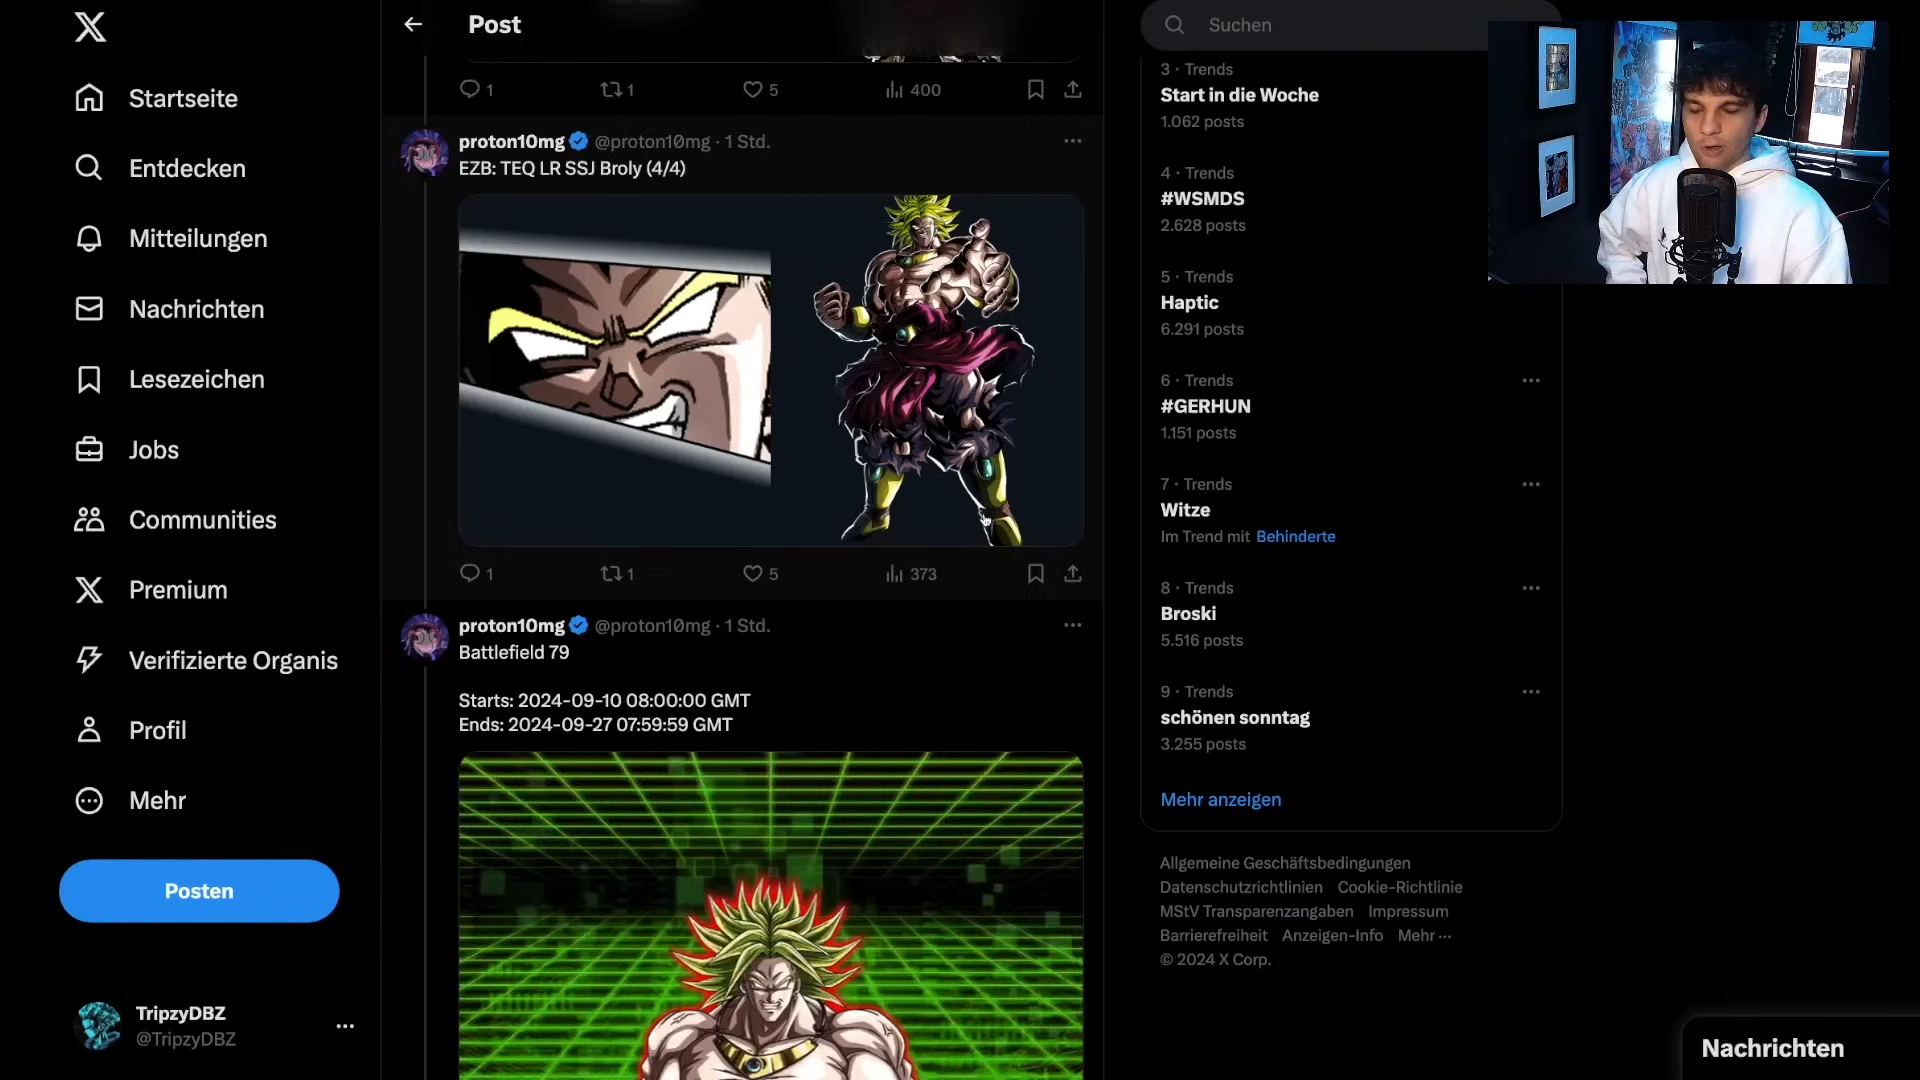 Startseite
Entdecken
Mitteilungen
Nachrichten
Lesezeichen
Jobs
Communities
Premium
Verifizierte Organis
Profil
Mehr
Posten
TripzyDBZ
@TripzyDBZ
Post
1
1
5
400
proton10mg @proton10mg · 1 Std.
EZB: TEQ LR SSJ Broly (4/4)
1
1
5
373
proton10mg @proton10mg · 1 Std.
Battlefield 79
Starts: 2024-09-10 08:00:00 GMT
Ends: 2024-09-27 07:59:59 GMT
Suchen
3 · Trends
Start in die Woche
1.062 posts
4 · Trends
#WSMDS
2.628 posts
5 · Trends
Haptic
6.291 posts
6 · Trends
#GERHUN
1.151 posts
7 · Trends
Witze
Im Trend mit Behinderte
8 · Trends
Broski
5.516 posts
9 · Trends
schönen sonntag
3.255 posts
Mehr anzeigen
Allgemeine Geschäftsbedingungen
Datenschutzrichtlinien Cookie-Richtlinie
MStV Transparenzangaben Impressum
Barrierefreiheit Anzeigen-Info Mehr ···
© 2024 X Corp.
Nachrichten